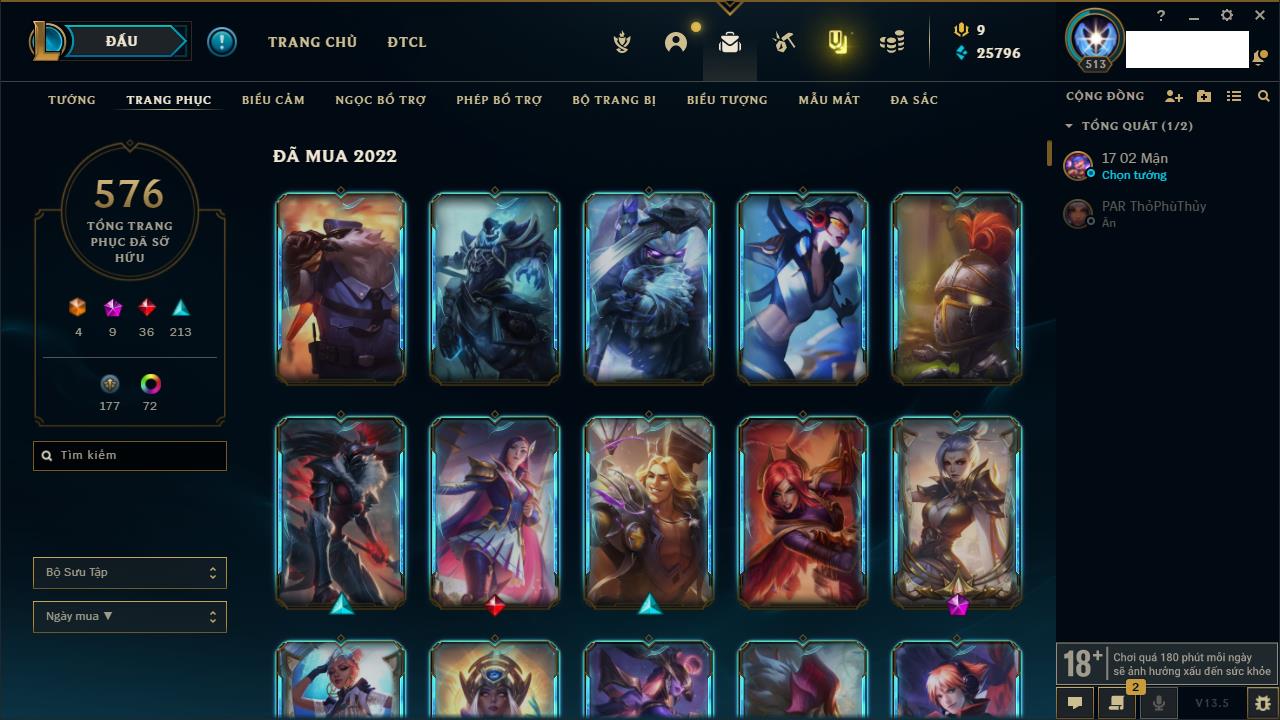 ĐẤU
TRANG CHỦ
ĐTCL
9
25796
?
513
TƯỚNG
TRANG PHỤC
BIỂU CẢM
NGỌC BỔ TRỢ
PHÉP BỔ TRỢ
BỘ TRANG BỊ
BIỂU TƯỢNG
MẪU MẮT
ĐA SẮC
CỘNG ĐỒNG
TỔNG QUÁT (1/2)
17 02 Mận
Chọn tướng
PAR ThỏPhùThủy
Ẩn
576
TỔNG TRANG
PHỤC ĐÃ SỞ
HỮU
4
9
36
213
177
72
Tìm kiếm
Bộ Sưu Tập
Ngày mua ▼
ĐÃ MUA 2022
18+
Chơi quá 180 phút mỗi ngày
sẽ ảnh hưởng xấu đến sức khỏe
2
V13.5